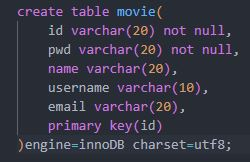 create table movie(
    id varchar(20) not null,
    pwd varchar(20) not null,
    name varchar(20),
    username varchar(10),
    email varchar(20),
    primary key(id)
)engine=innoDB charset=utf8;